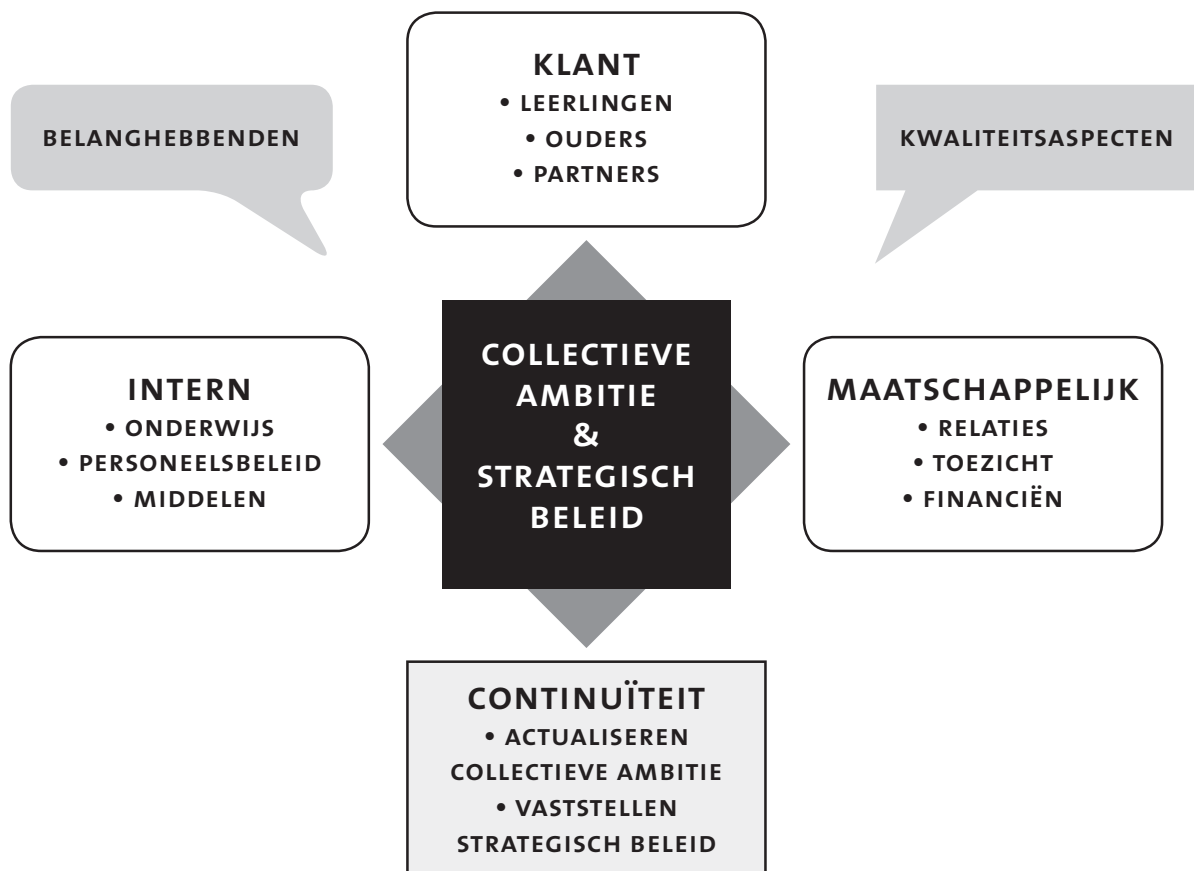 KLANT
• LEERLINGEN
• OUDERS
• PARTNERS
BELANGHEBBENDEN
KWALITEITSASPECTEN
INTERN
• ONDERWIJS
• PERSONEELSBELEID
• MIDDELEN
COLLECTIEVE
AMBITIE
&
STRATEGISCH
BELEID
MAATSCHAPPELIJK
• RELATIES
• TOEZICHT
• FINANCIËN
CONTINUÏTEIT
• ACTUALISEREN
COLLECTIEVE AMBITIE
• VASTSTELLEN
STRATEGISCH BELEID